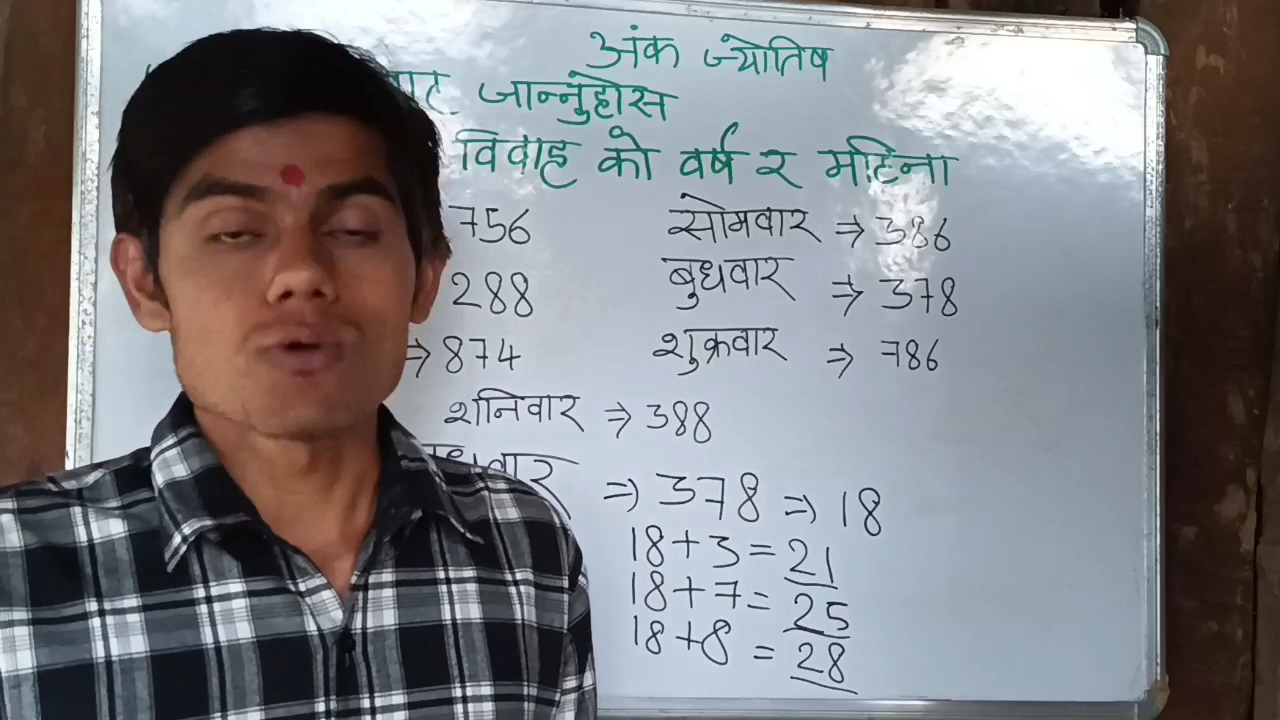 अंक ज्योतिष
बाट जान्नुहोस
विवाह को वर्ष र महिना
756 सोमवार ⇒ 386
288 बुधवार ⇒ 378
⇒ 874 शुक्रवार ⇒ 786
शनिवार ⇒ 388
बुधवार ⇒ 378 ⇒ 18
18+3=21
18+7=25
18+8=28